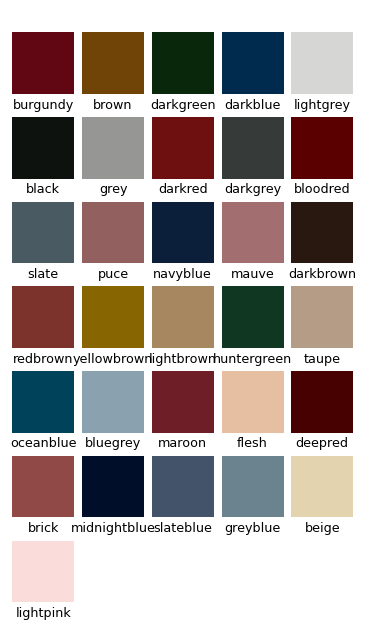 burgundy brown darkgreen darkblue lightgrey
black grey darkred darkgrey bloodred
slate puce navyblue mauve darkbrown
redbrown yellowbrown lightbrown huntergreen taupe
oceanblue bluegrey maroon flesh deepred
brick midnightblue slateblue greyblue beige
lightpink